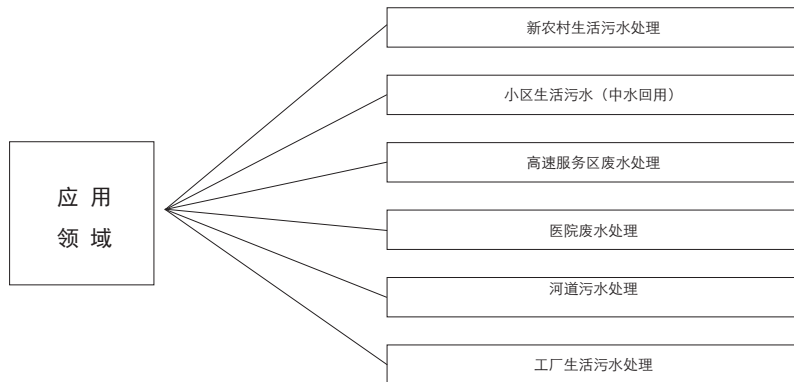 应 用
领 域
新农村生活污水处理
小区生活污水（中水回用）
高速服务区废水处理
医院废水处理
河道污水处理
工厂生活污水处理